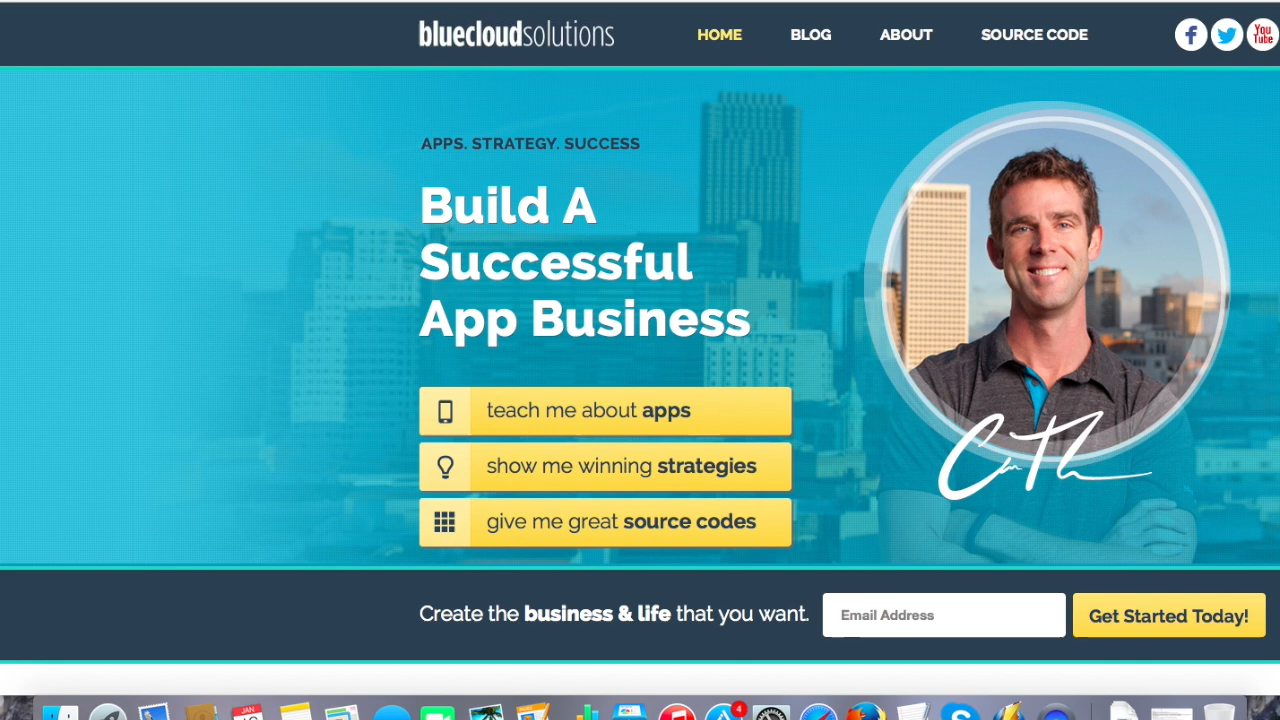 bluecloudsolutions
HOME BLOG ABOUT SOURCE CODE
You
Tube
APPS. STRATEGY. SUCCESS
Build A
Successful
App Business
teach me about apps
show me winning strategies
give me great source codes
Create the business & life that you want.
Email Address
Get Started Today!
JAN
4